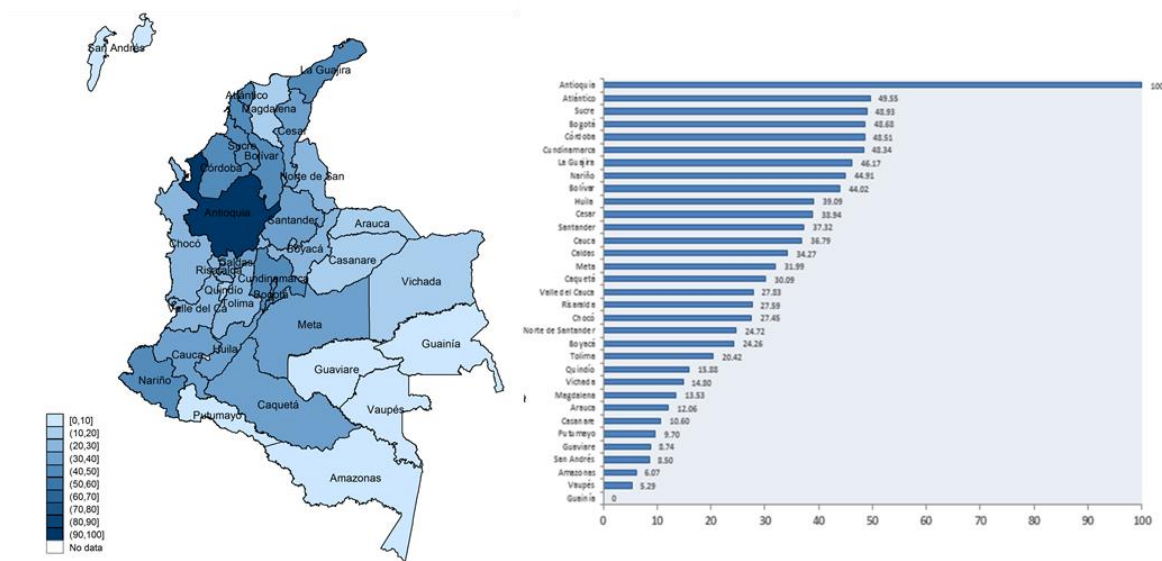 San Andrés
La Guajira
Atlántico
Magdalena
Cesar
Sucre
Bolívar
Córdoba
Norte de San
Antioquia
Santander
Arauca
Chocó
Boyacá
Casanare
Caldas
Risaralda
Cundinamarca
Vichada
Quindío
Bogotá
Tolima
Valle del Ca
Meta
Guainía
Huila
Cauca
Guaviare
Nariño
Caquetá
Vaupés
Putumayo
Amazonas
[0,10]
(10,20]
(20,30]
(30,40]
(40,50]
(50,60]
(60,70]
(70,80]
(80,90]
(90,100]
No data
Antioquia 100
Atlántico 49.55
Sucre 48.93
Bogotá 48.68
Córdoba 48.51
Cundinamarca 48.34
La Guajira 46.17
Nariño 44.91
Bolívar 44.02
Huila 39.09
Cesar 38.94
Santander 37.32
Cauca 36.79
Caldas 34.27
Meta 31.99
Caquetá 30.09
Valle del Cauca 27.83
Risaralda 27.59
Chocó 27.45
Norte de Santander 24.72
Boyacá 24.26
Tolima 20.42
Quindío 15.88
Vichada 14.80
Magdalena 13.53
Arauca 12.06
Casanare 10.60
Putumayo 9.70
Guaviare 8.74
San Andrés 8.50
Amazonas 6.07
Vaupés 5.29
Guainía 0
0 10 20 30 40 50 60 70 80 90 100